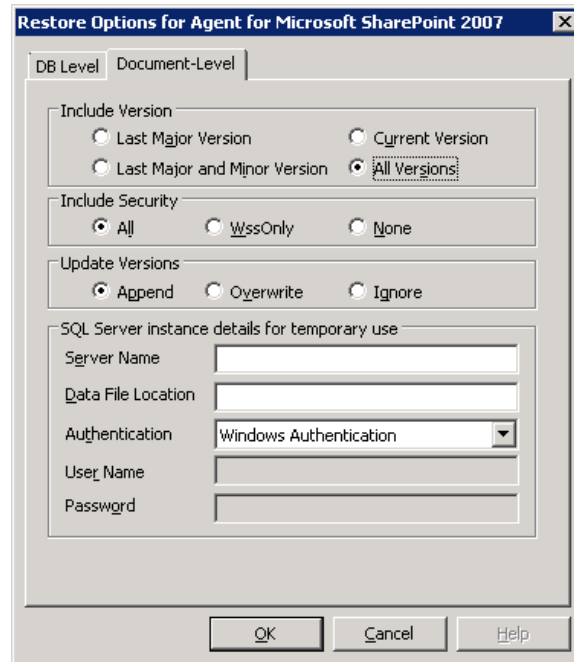 Restore Options for Agent for Microsoft SharePoint 2007
DB Level Document-Level
Include Version
Last Major Version Current Version
Last Major and Minor Version All Versions
Include Security
All WssOnly None
Update Versions
Append Overwrite Ignore
SQL Server instance details for temporary use
Server Name
Data File Location
Authentication Windows Authentication
User Name
Password
OK Cancel Help